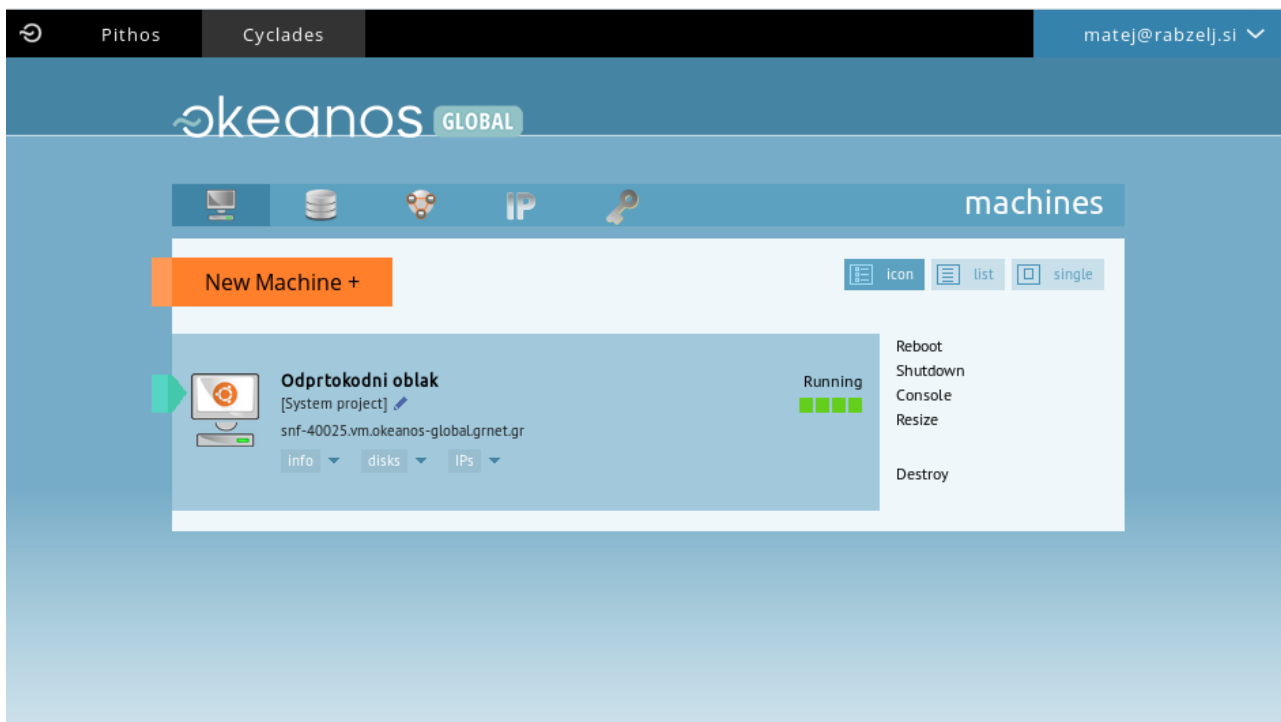 Pithos Cyclades matej@rabzelj.si
okeanos GLOBAL
IP machines
New Machine + icon list single
Odprtokodni oblak
[System project]
snf-40025.vm.okeanos-global.grnet.gr
info disks IPs
Running
Reboot
Shutdown
Console
Resize
Destroy